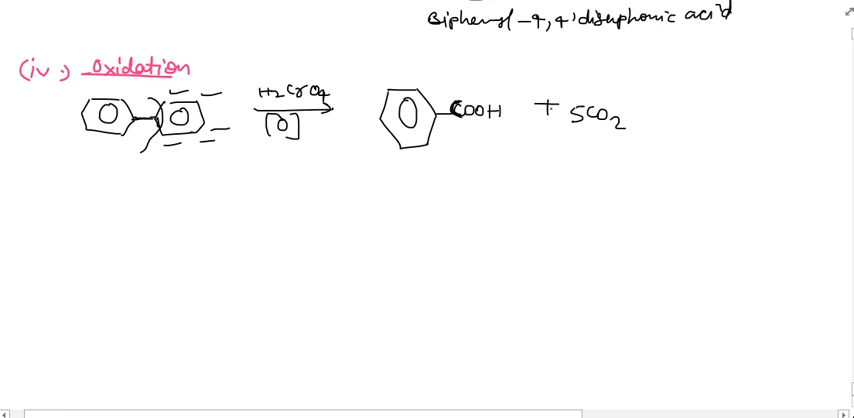 Biphenyl-4,4'disulphonic acid
(iv.) Oxidation
H2CrO4
[O]
COOH + 5CO2